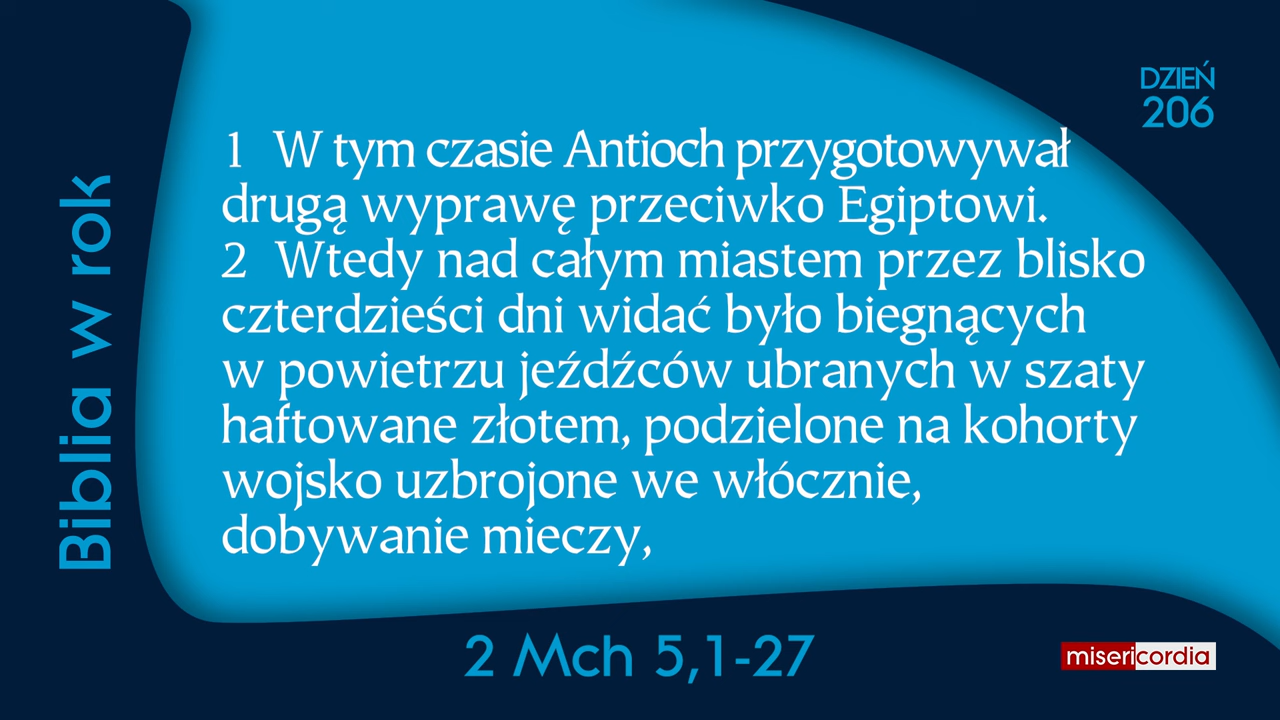 DZIEŃ
206
1 W tym czasie Antioch przygotowywał
drugą wyprawę przeciwko Egiptowi.
2 Wtedy nad całym miastem przez blisko
czterdzieści dni widać było biegnących
w powietrzu jeźdźców ubranych w szaty
haftowane złotem, podzielone na kohorty
wojsko uzbrojone we włócznie,
dobywanie mieczy,
Biblia w rok
2 Mch 5,1-27
misericordia